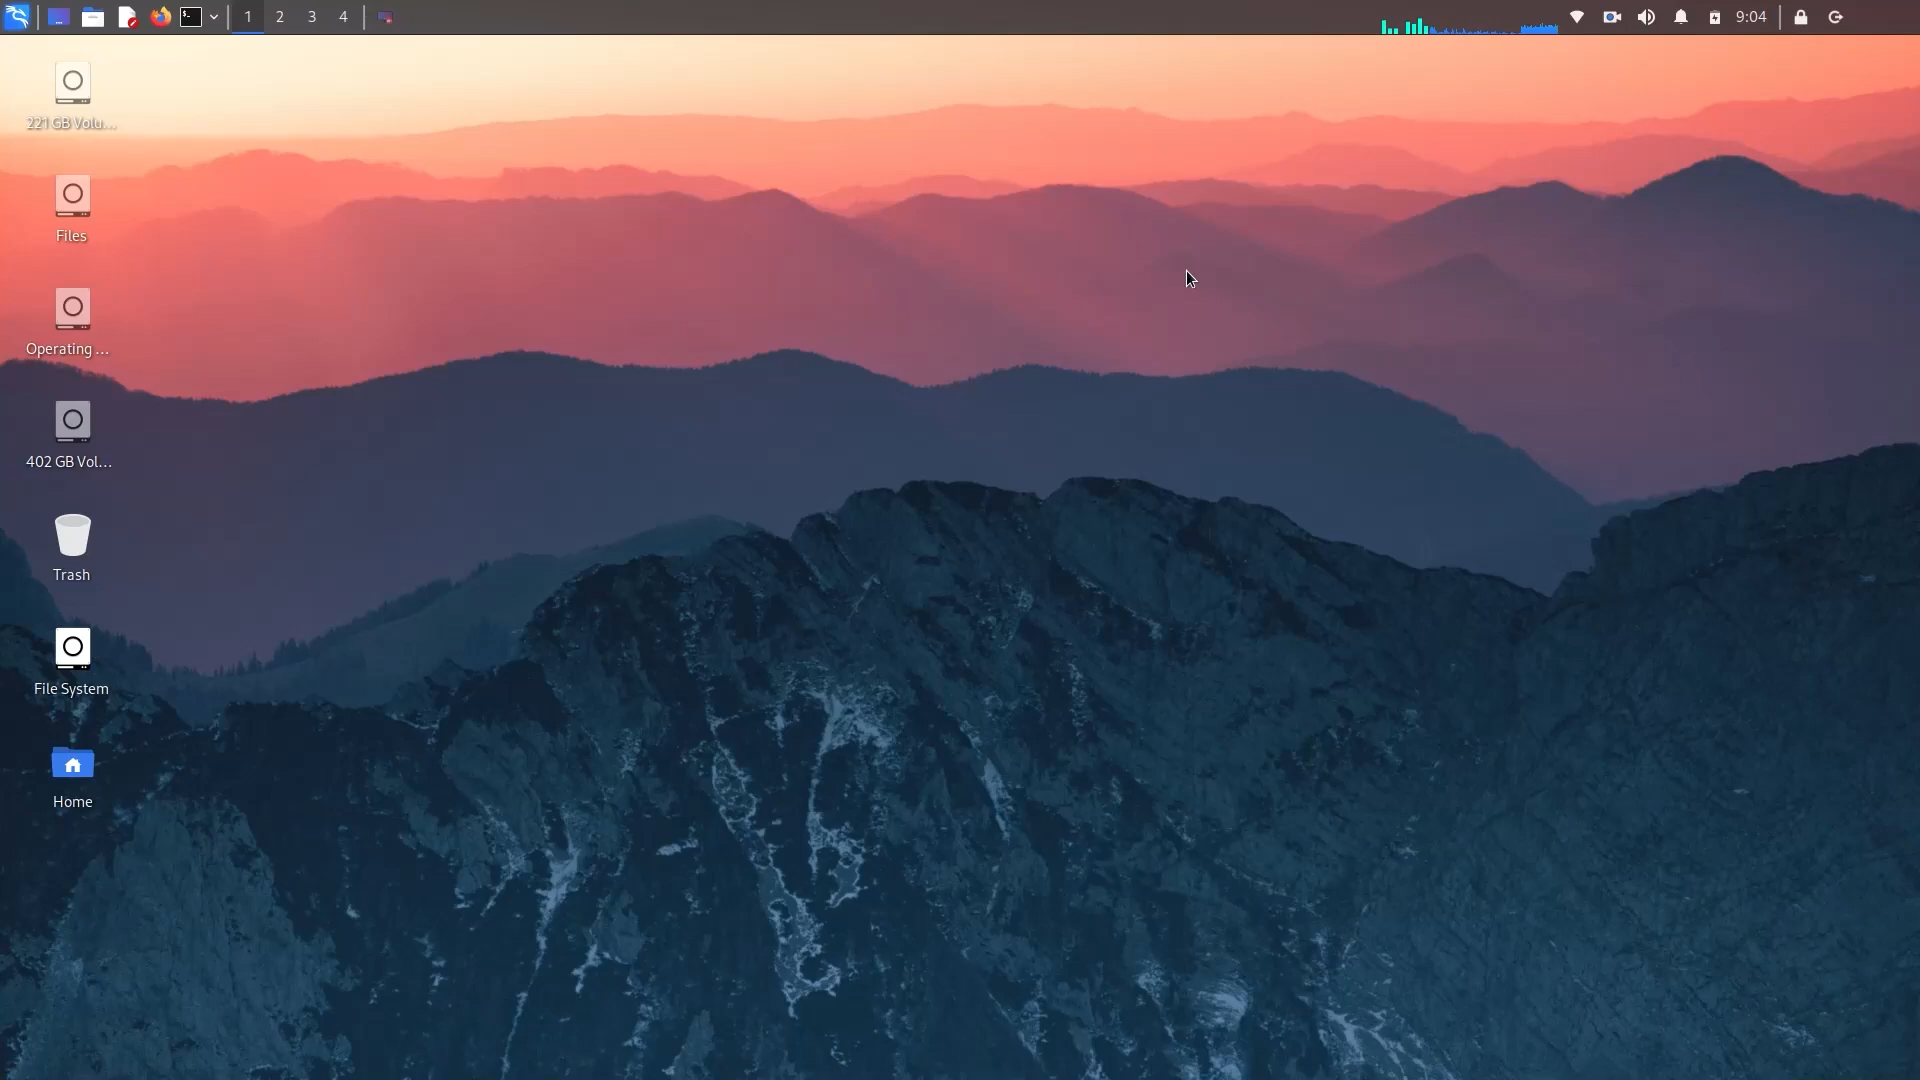 1 2 3 4
9:04
221 GB Volu...
Files
Operating ...
402 GB Vol...
Trash
File System
Home